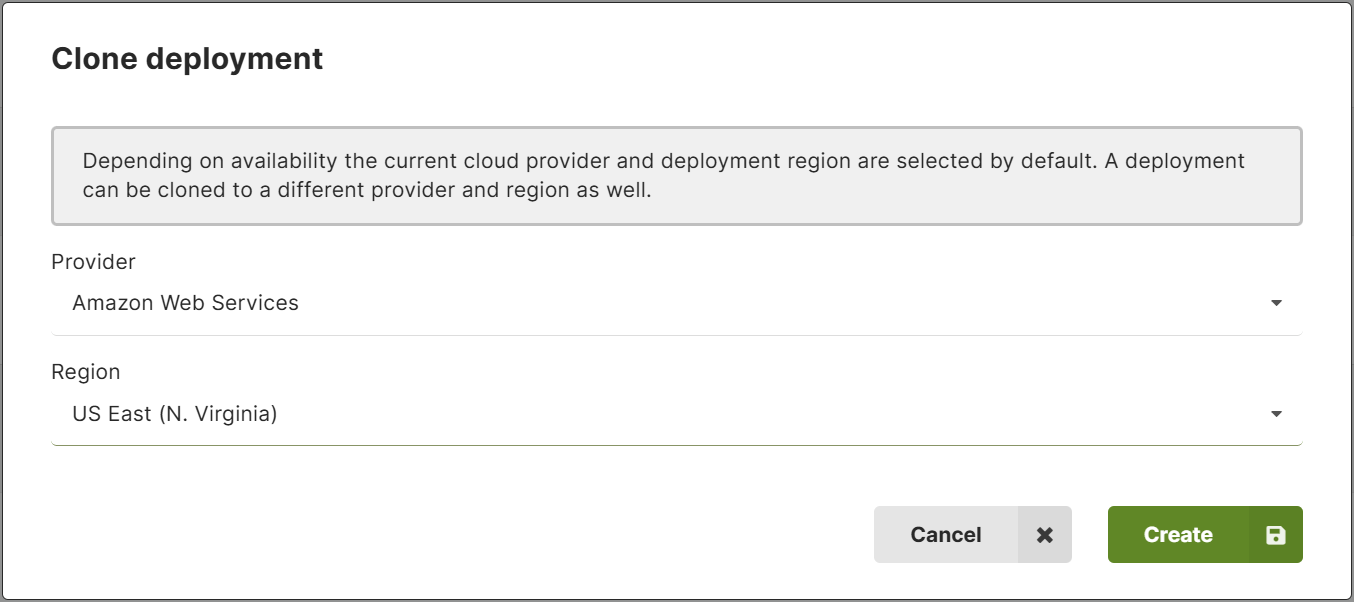 Clone deployment
Depending on availability the current cloud provider and deployment region are selected by default. A deployment
can be cloned to a different provider and region as well.
Provider
Amazon Web Services
Region
US East (N. Virginia)
Cancel
Create